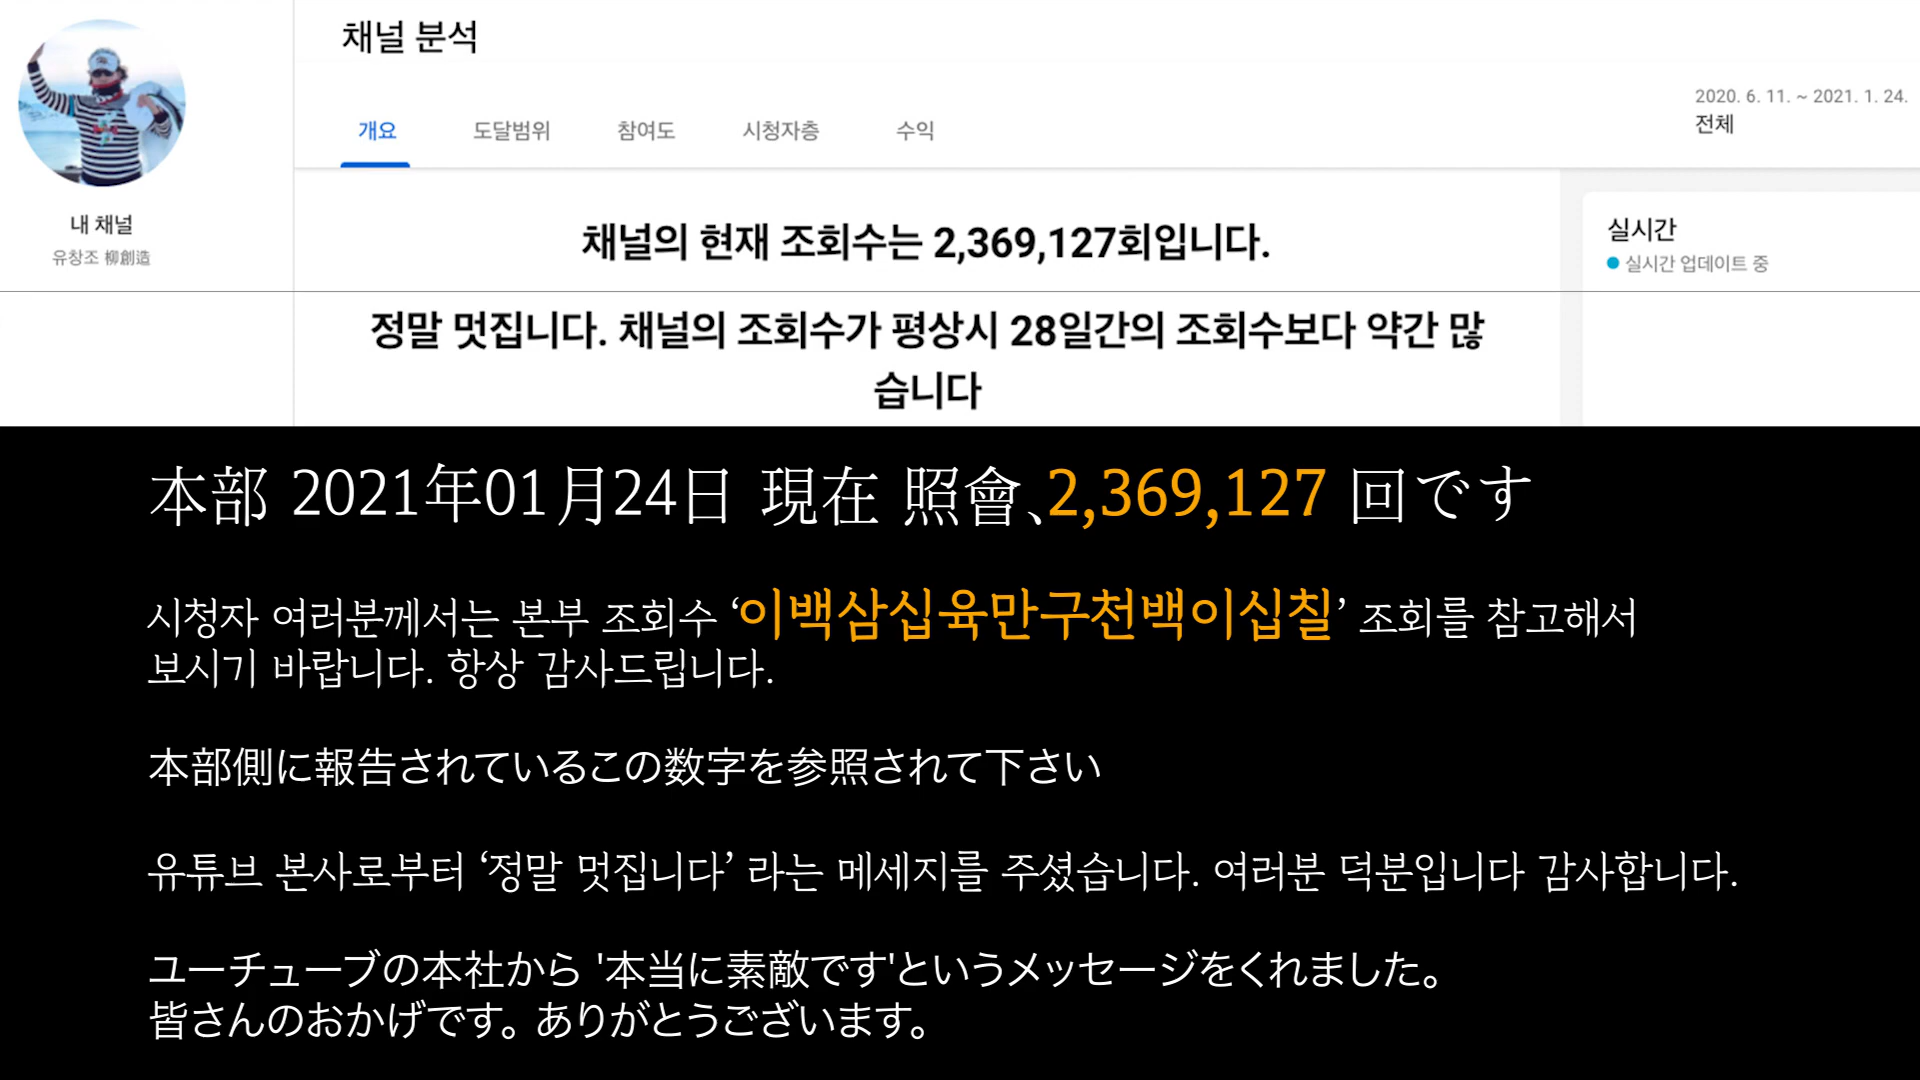 채널 분석
2020. 6. 11. ~ 2021. 1. 24.
전체
개요 도달범위 참여도 시청자층 수익
내 채널
유창조 柳創造
채널의 현재 조회수는 2,369,127회입니다.
실시간
실시간 업데이트 중
정말 멋집니다. 채널의 조회수가 평상시 28일간의 조회수보다 약간 많
습니다
本部 2021年01月24日 現在 照會、2,369,127 回です
시청자 여러분께서는 본부 조회수 ‘이백삼십육만구천백이십칠’ 조회를 참고해서
보시기 바랍니다. 항상 감사드립니다.
本部側に報告されているこの数字を参照されて下さい
유튜브 본사로부터 ‘정말 멋집니다’ 라는 메세지를 주셨습니다. 여러분 덕분입니다 감사합니다.
ユーチューブの本社から '本当に素敵です'というメッセージをくれました。
皆さんのおかげです。ありがとうございます。